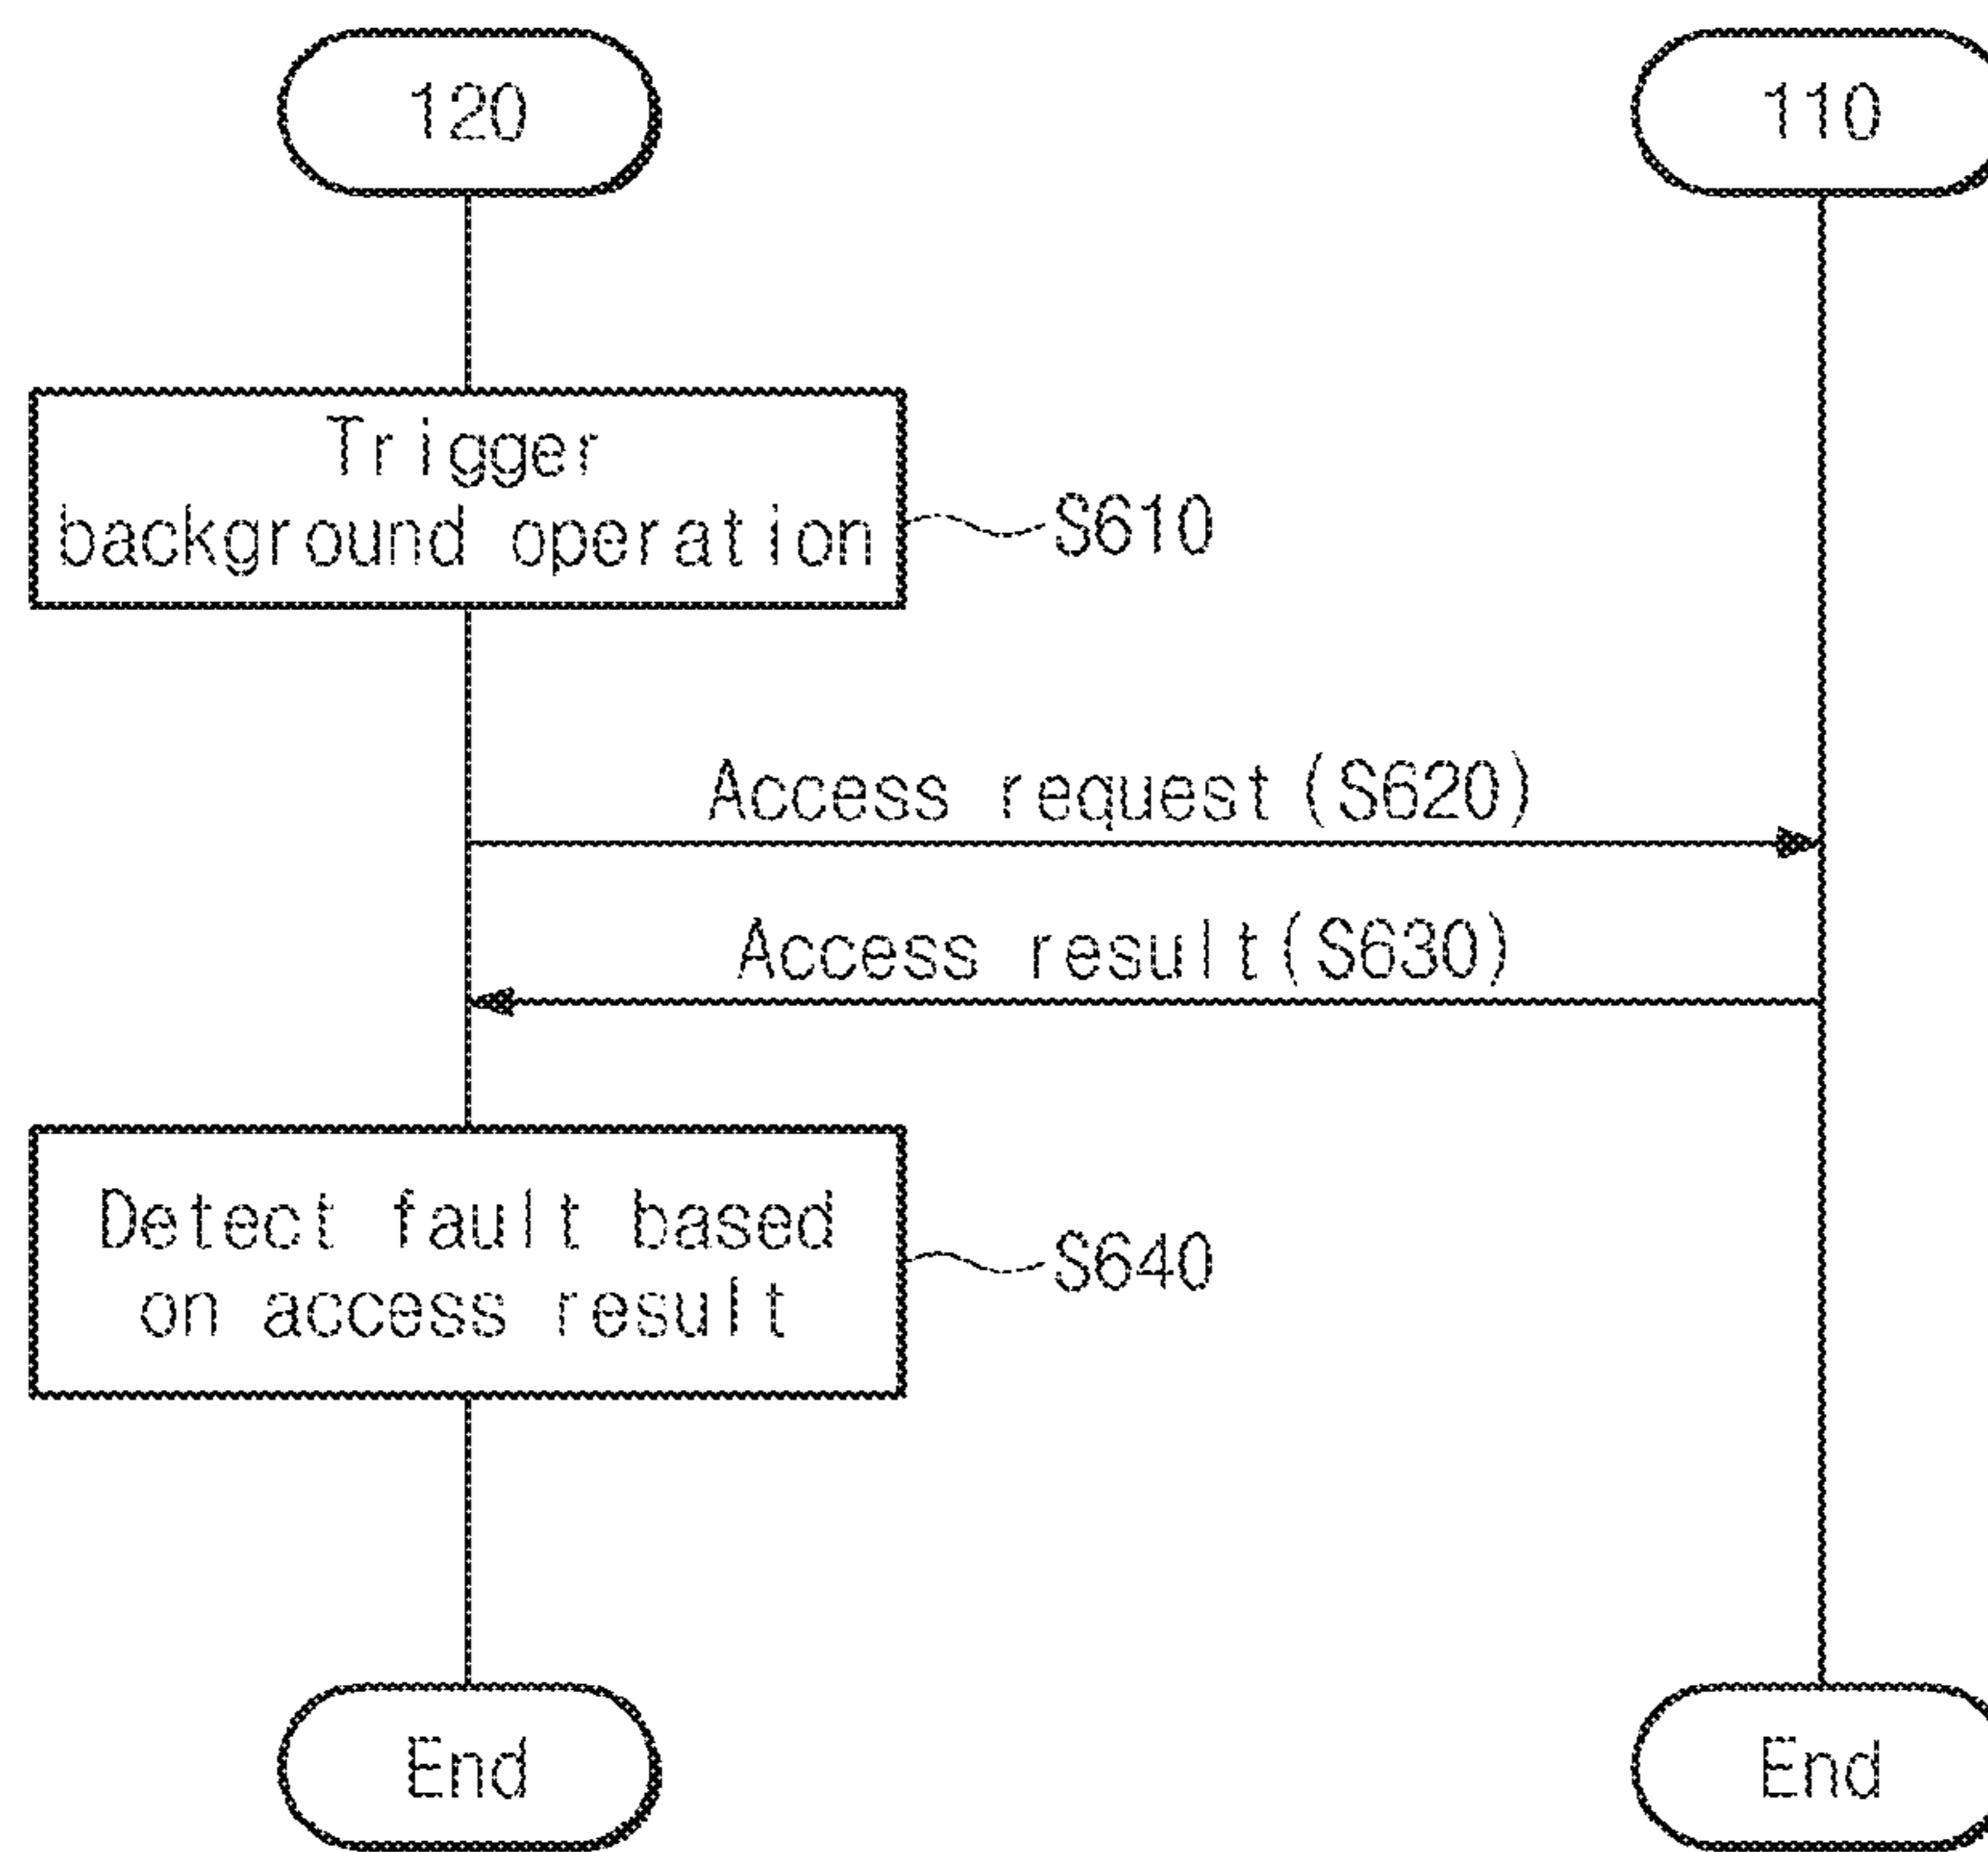 120
110
Trigger
background operation
S610
Access request(S620)
Access result(S630)
Detect fault based
on access result
S640
End
End